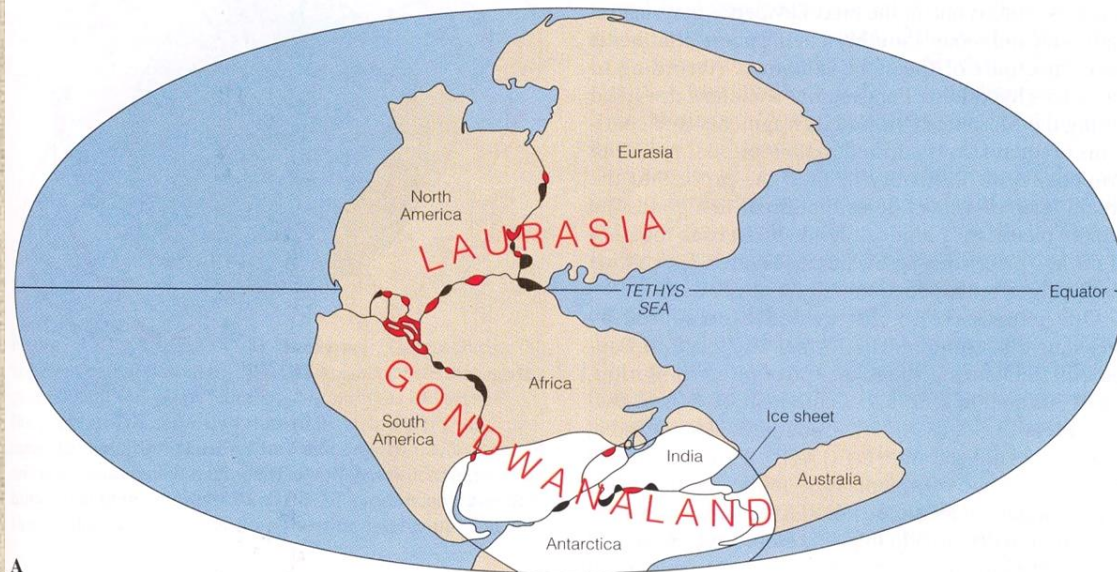 Eurasia
North
America
LAURASIA
TETHYS
SEA
Equator
GONDWANALAND
Africa
South
America
Ice sheet
India
Australia
Antarctica
A